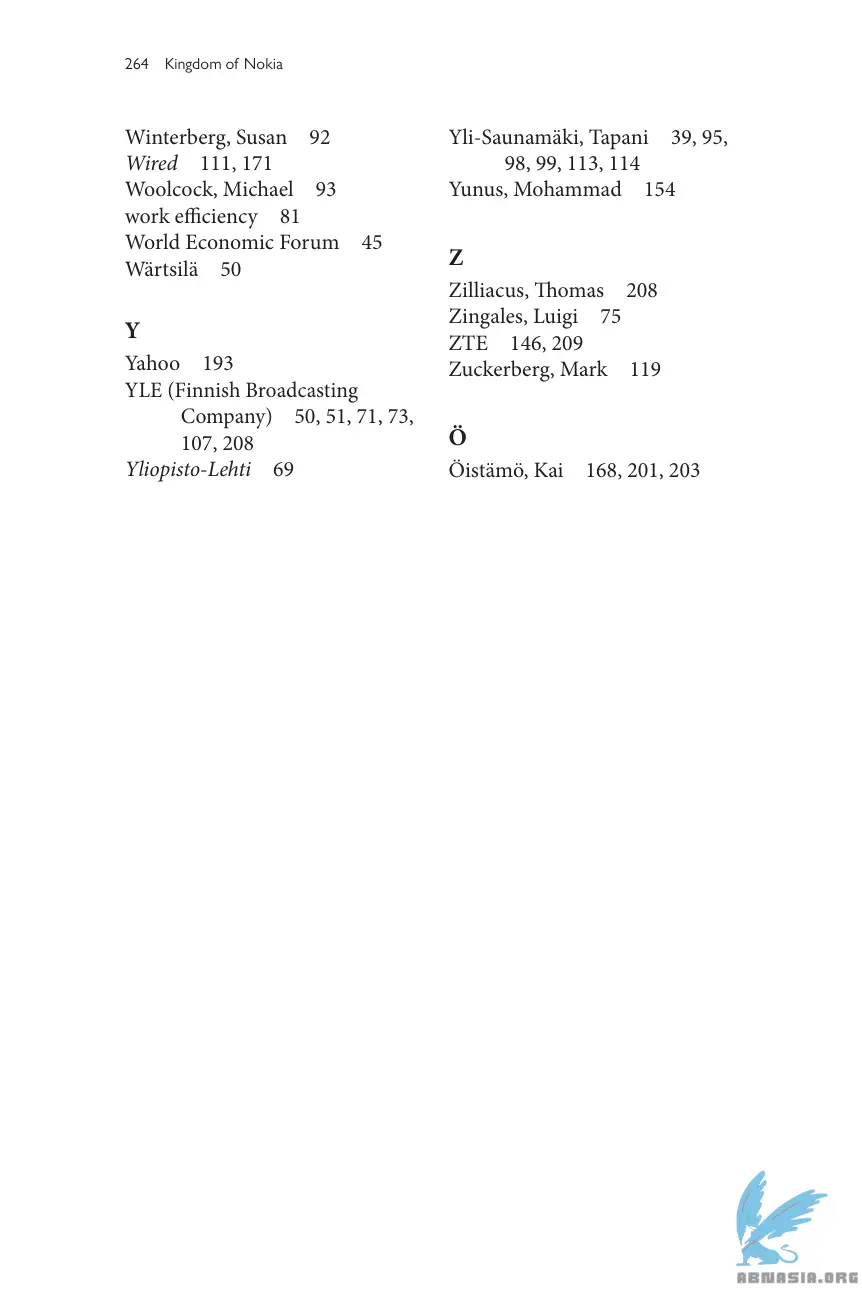 264 Kingdom of Nokia
Winterberg, Susan 92
Wired 111, 171
Woolcock, Michael 93
work efficiency 81
World Economic Forum 45
Wärtsilä 50
Y
Yahoo 193
YLE (Finnish Broadcasting
Company) 50, 51, 71, 73,
107, 208
Yliopisto-Lehti 69
Yli-Saunamäki, Tapani 39, 95,
98, 99, 113, 114
Yunus, Mohammad 154
Z
Zilliacus, Thomas 208
Zingales, Luigi 75
ZTE 146, 209
Zuckerberg, Mark 119
Ö
Öistämö, Kai 168, 201, 203
ABNASIA.ORG